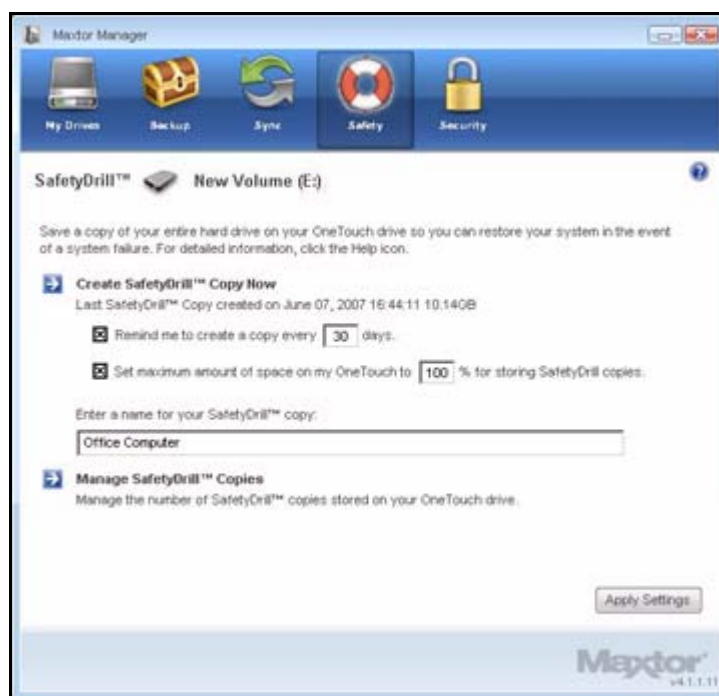 Maxtor Manager
My Drives Backup Sync Safety Security
SafetyDrill™ New Volume (E:)
Save a copy of your entire hard drive on your OneTouch drive so you can restore your system in the event
of a system failure. For detailed information, click the Help icon.
Create SafetyDrill™ Copy Now
Last SafetyDrill™ Copy created on June 07, 2007 16:44:11 10.14GB
Remind me to create a copy every 30 days.
Set maximum amount of space on my OneTouch to 100 % for storing SafetyDrill copies.
Enter a name for your SafetyDrill™ copy:
Office Computer
Manage SafetyDrill™ Copies
Manage the number of SafetyDrill™ copies stored on your OneTouch drive.
Apply Settings
Maxtor
v4.1.1.11